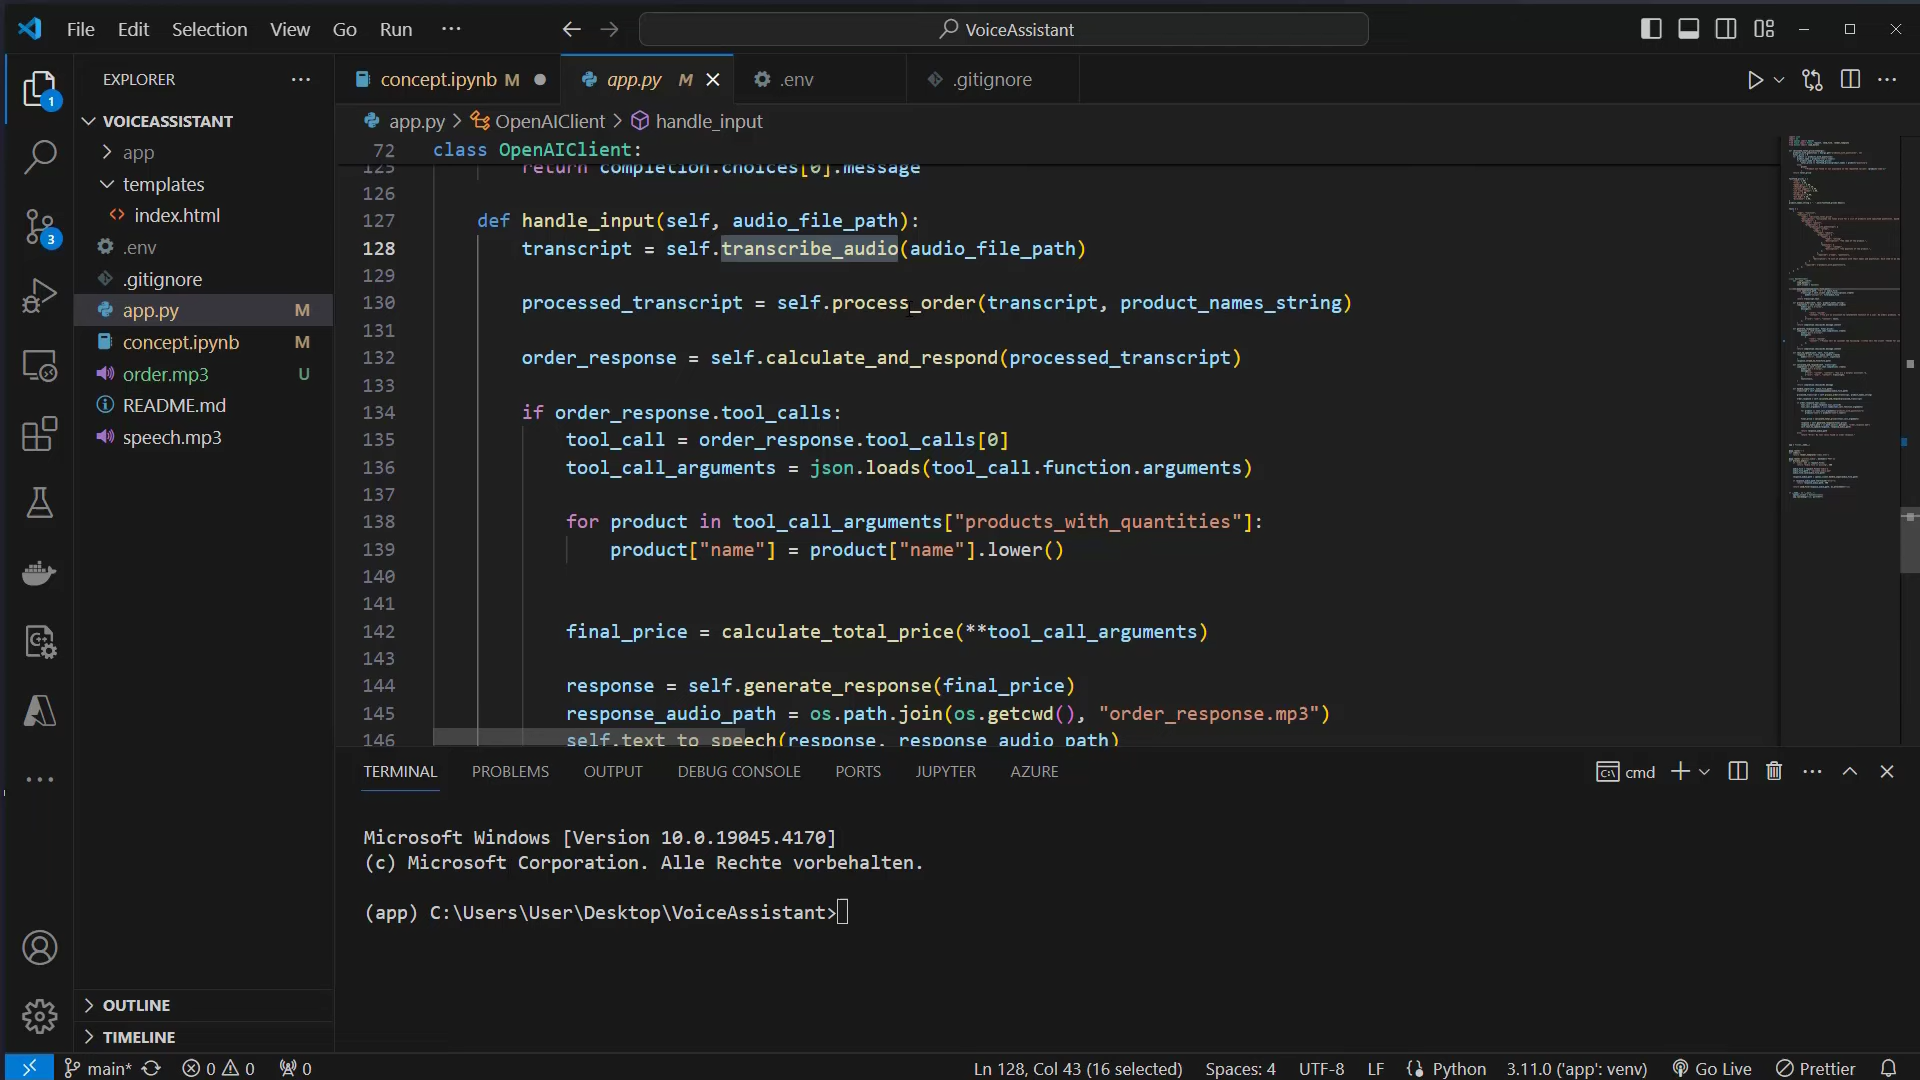 File Edit Selection View Go Run ··· VoiceAssistant
EXPLORER
VOICEASSISTANT
app
templates
index.html
.env
.gitignore
app.py M
concept.ipynb M
order.mp3 U
README.md
speech.mp3
OUTLINE
TIMELINE
1
3
concept.ipynb M app.py M .env .gitignore
app.py > OpenAIClient > handle_input
72 class OpenAIClient:
125 return completion.choices[0].message
126
127 def handle_input(self, audio_file_path):
128 transcript = self.transcribe_audio(audio_file_path)
129
130 processed_transcript = self.process_order(transcript, product_names_string)
131
132 order_response = self.calculate_and_respond(processed_transcript)
133
134 if order_response.tool_calls:
135 tool_call = order_response.tool_calls[0]
136 tool_call_arguments = json.loads(tool_call.function.arguments)
137
138 for product in tool_call_arguments["products_with_quantities"]:
139 product["name"] = product["name"].lower()
140
141
142 final_price = calculate_total_price(**tool_call_arguments)
143
144 response = self.generate_response(final_price)
145 response_audio_path = os.path.join(os.getcwd(), "order_response.mp3")
146 self.text_to_speech(response, response_audio_path)
TERMINAL PROBLEMS OUTPUT DEBUG CONSOLE PORTS JUPYTER AZURE cmd
Microsoft Windows [Version 10.0.19045.4170]
(c) Microsoft Corporation. Alle Rechte vorbehalten.
(app) C:\Users\User\Desktop\VoiceAssistant>
main* 0 0 0 Ln 128, Col 43 (16 selected) Spaces: 4 UTF-8 LF Python 3.11.0 ('app': venv) Go Live Prettier